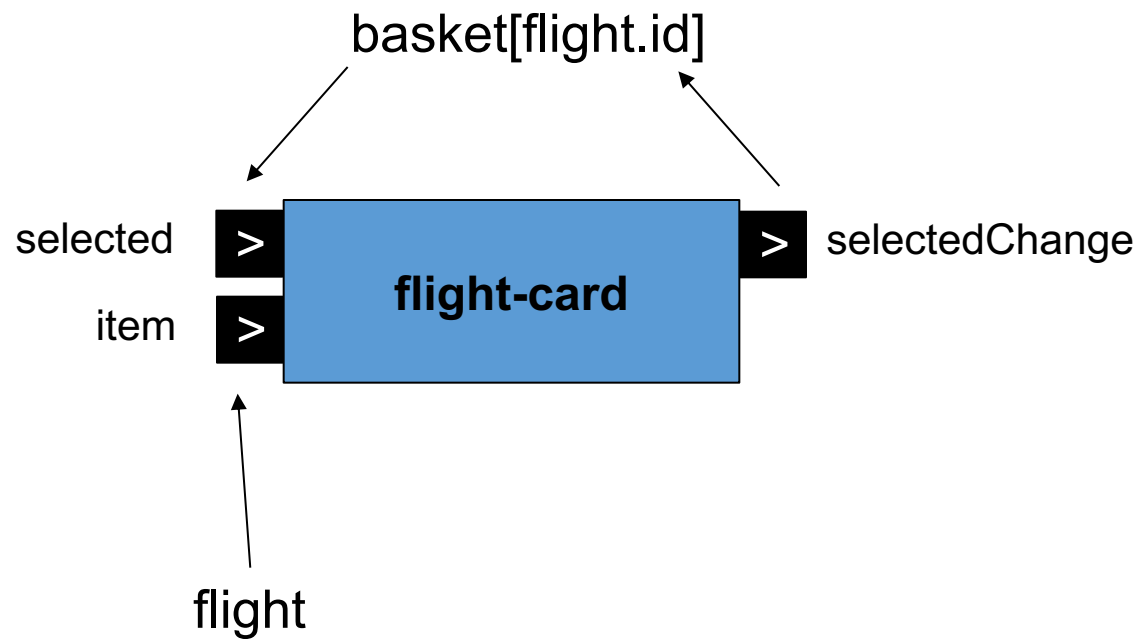 basket[flight.id]
selected
>
flight-card
>
selectedChange
item
>
flight